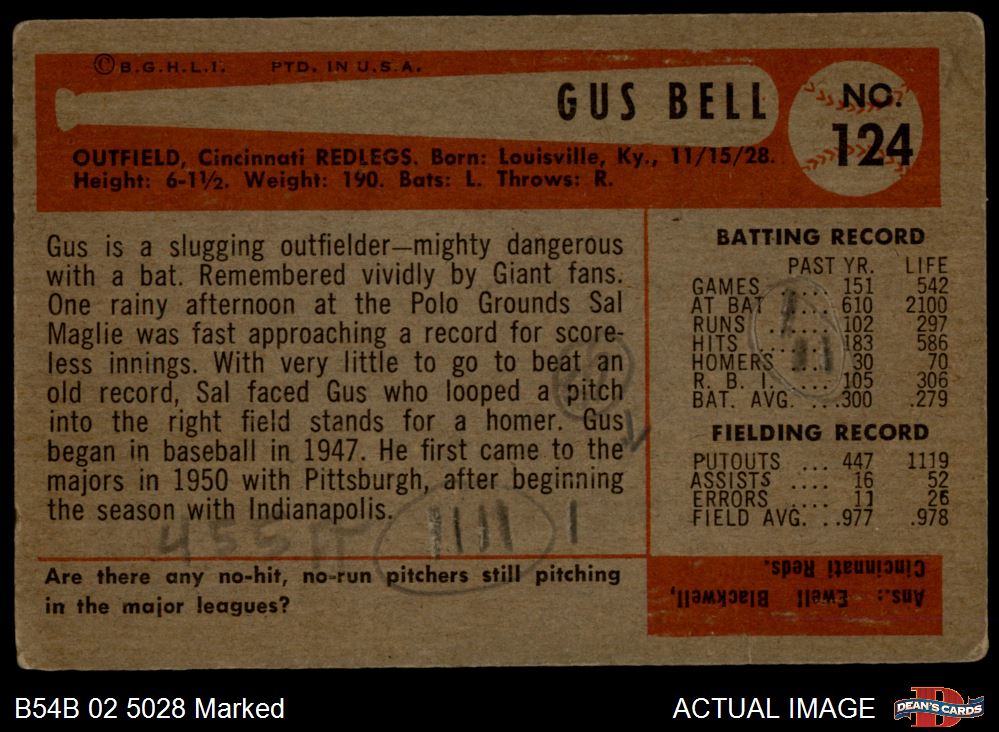 © B.G.H.L.I. PTD. IN U.S.A.
GUS BELL
NO.
124
OUTFIELD, Cincinnati REDLEGS. Born: Louisville, Ky., 11/15/28.
Height: 6-1½. Weight: 190. Bats: L. Throws: R.
Gus is a slugging outfielder—mighty dangerous
with a bat. Remembered vividly by Giant fans.
One rainy afternoon at the Polo Grounds Sal
Maglie was fast approaching a record for score-
less innings. With very little to go to beat an
old record, Sal faced Gus who looped a pitch
into the right field stands for a homer. Gus
began in baseball in 1947. He first came to the
majors in 1950 with Pittsburgh, after beginning
the season with Indianapolis.
BATTING RECORD
PAST YR. LIFE
GAMES ..... 151 542
AT BAT ..... 610 2100
RUNS ...... 102 297
HITS ...... 183 586
HOMERS .... 30 70
R. B. I. ..... 105 306
BAT. AVG. ...300 .279
FIELDING RECORD
PUTOUTS ... 447 1119
ASSISTS .... 16 52
ERRORS .... 11 26
FIELD AVG. ..977 .978
Are there any no-hit, no-run pitchers still pitching
in the major leagues?
Ans.: Ewell Blackwell,
Cincinnati Reds.
B54B 02 5028 Marked
ACTUAL IMAGE
DEAN'S CARDS